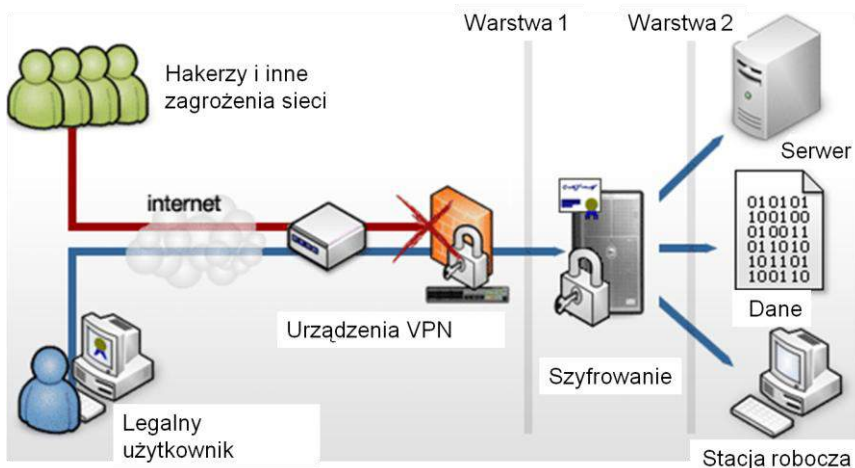 Warstwa 1
Warstwa 2
Hakerzy i inne
zagrożenia sieci
Serwer
internet
010101
100100
010011
011010
101101
100110
Urządzenia VPN
Dane
Szyfrowanie
Legalny
użytkownik
Stacja robocza